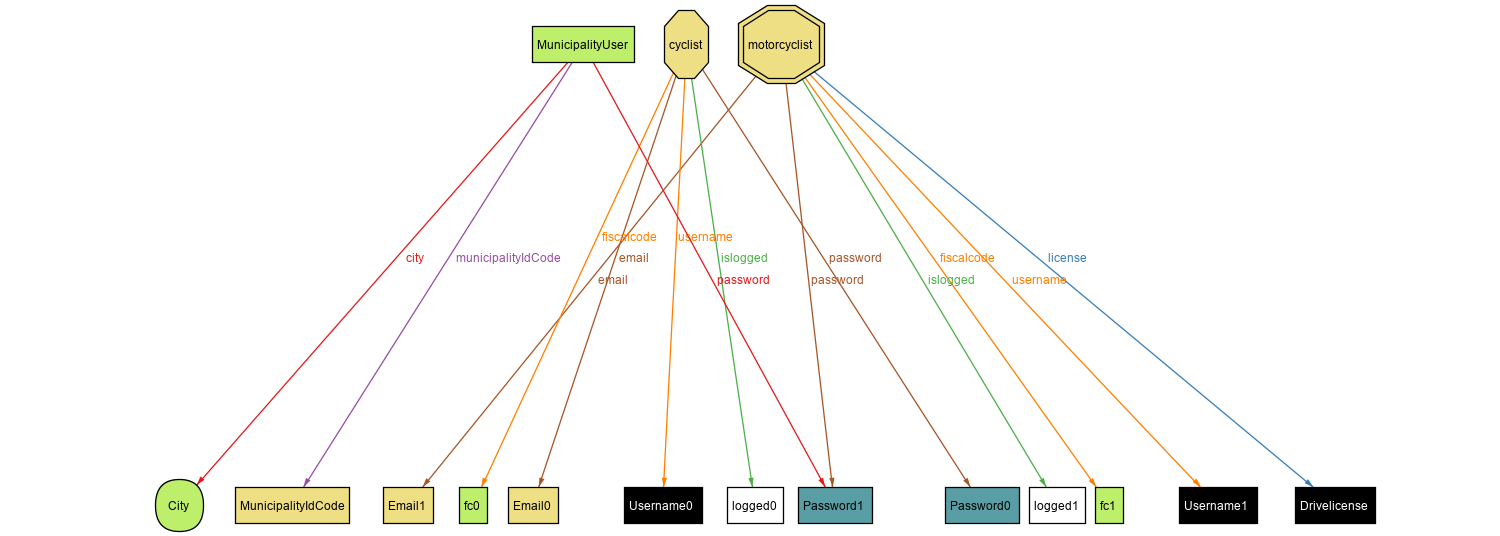 MunicipalityUser
cyclist
motorcyclist
fiscalcode
username
city
municipalityIdCode
email
islogged
password
fiscalcode
license
email
password
password
islogged
username
City
MunicipalityIdCode
Email1
fc0
Email0
Username0
logged0
Password1
Password0
logged1
fc1
Username1
Drivelicense